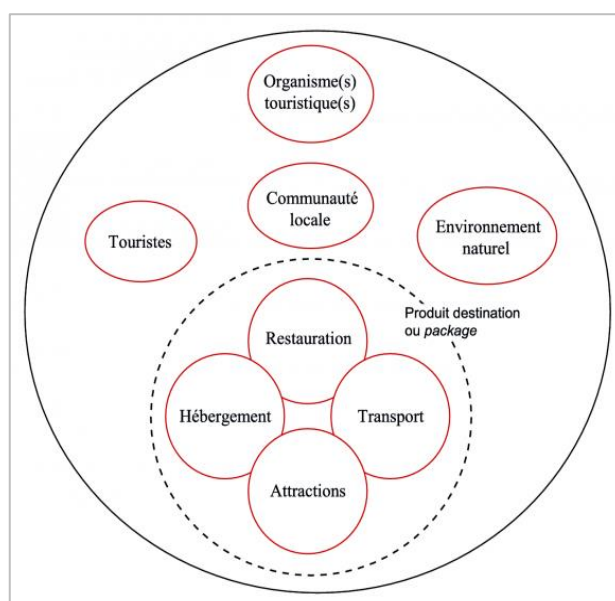 Organisme(s)
touristique(s)
Communauté
locale
Touristes
Environnement
naturel
Produit destination
ou package
Restauration
Hébergement
Transport
Attractions